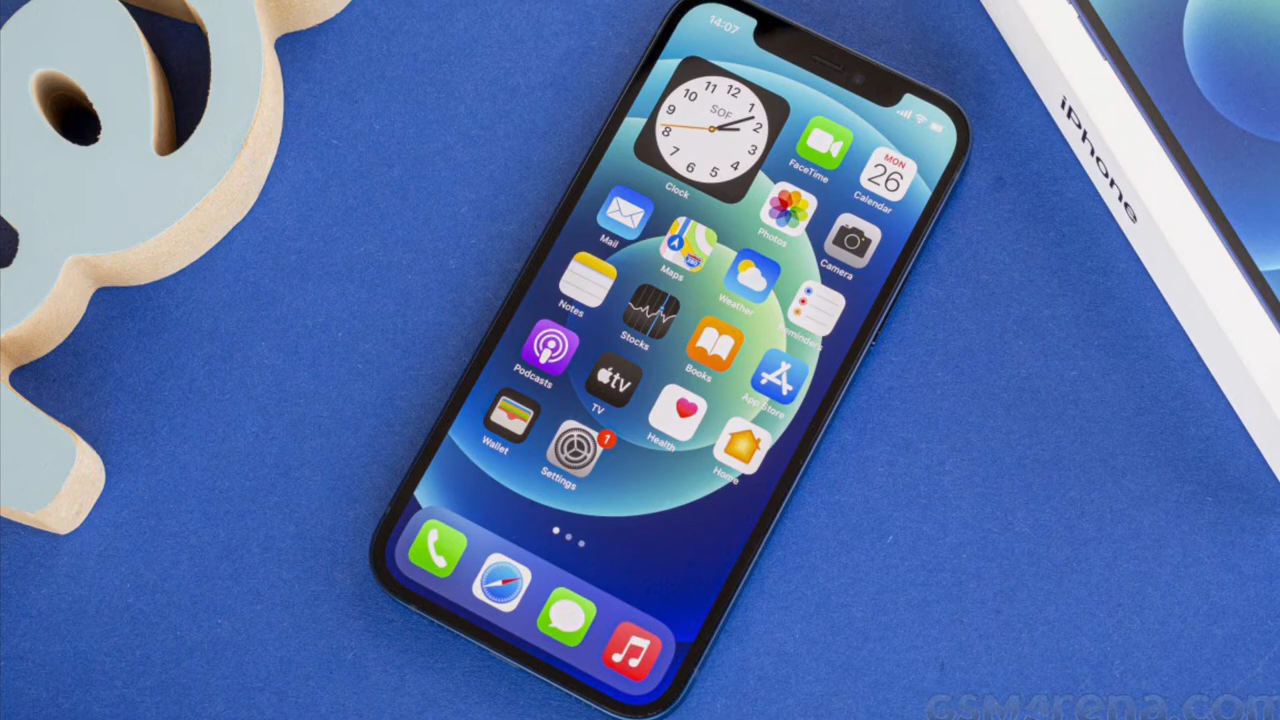 14:07
11 12 1
10 2
9 SOF 3
8 4
7 6 5
Clock
FaceTime
MON
26
Calendar
Photos
Camera
Mail
Maps
280
Weather
Reminders
Notes
Stocks
Books
App Store
Podcasts
tv
TV
Health
Home
Wallet
1
Settings
iPhone
GSMArena.com